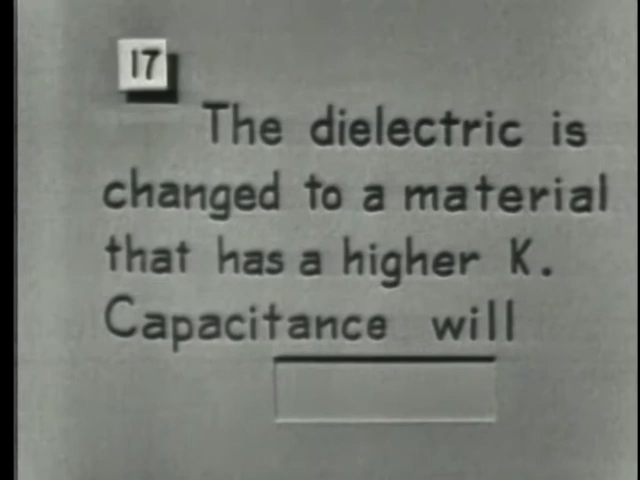 17
The dielectric is
changed to a material
that has a higher K.
Capacitance will